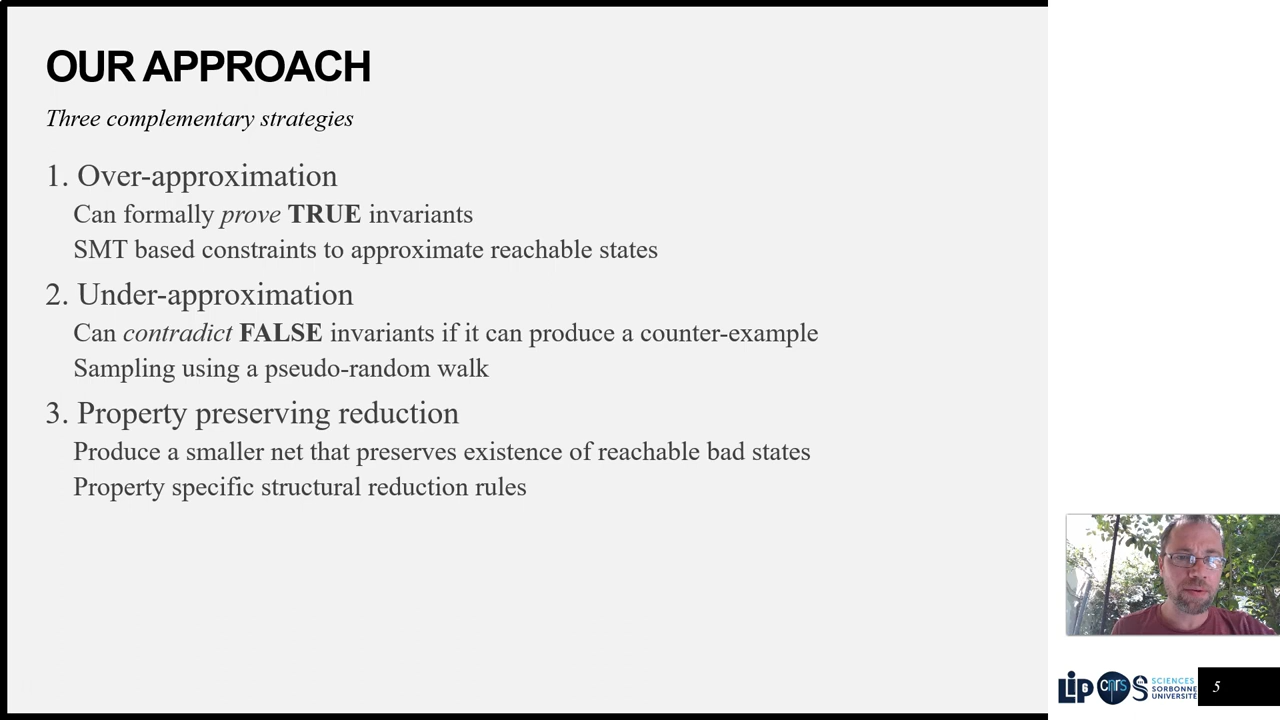 OUR APPROACH
Three complementary strategies
1. Over-approximation
Can formally prove TRUE invariants
SMT based constraints to approximate reachable states
2. Under-approximation
Can contradict FALSE invariants if it can produce a counter-example
Sampling using a pseudo-random walk
3. Property preserving reduction
Produce a smaller net that preserves existence of reachable bad states
Property specific structural reduction rules
LIP6
cnrs
S
SCIENCES
SORBONNE
UNIVERSITÉ
5